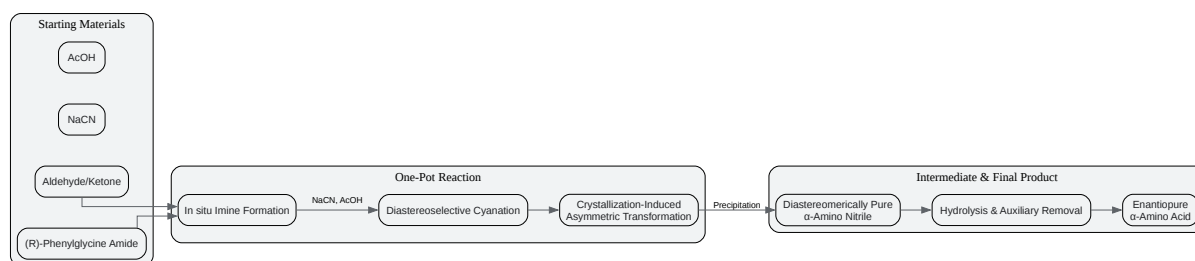 Starting Materials
AcOH
NaCN
Aldehyde/Ketone
(R)-Phenylglycine Amide
One-Pot Reaction
In situ Imine Formation
NaCN, AcOH
Diastereoselective Cyanation
Crystallization-Induced
Asymmetric Transformation
Precipitation
Intermediate & Final Product
Diastereomerically Pure
α-Amino Nitrile
Hydrolysis & Auxiliary Removal
Enantiopure
α-Amino Acid